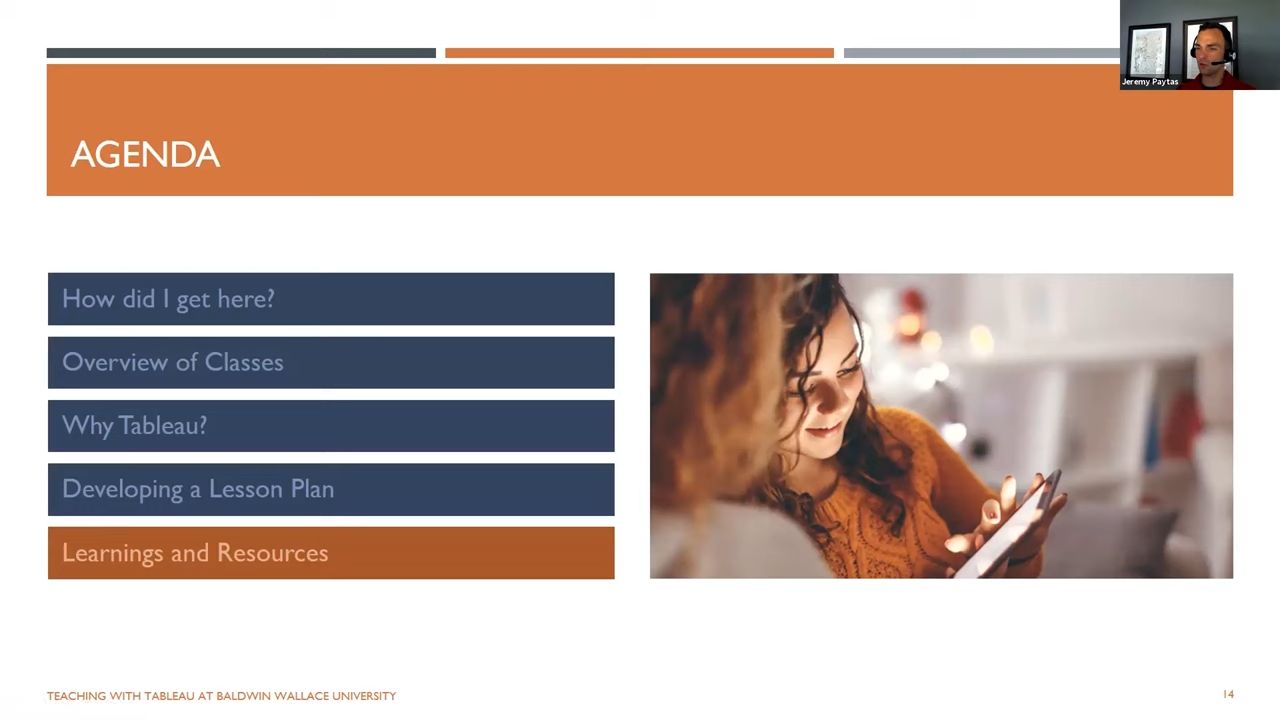 Jeremy Paytas
AGENDA
How did I get here?
Overview of Classes
Why Tableau?
Developing a Lesson Plan
Learnings and Resources
TEACHING WITH TABLEAU AT BALDWIN WALLACE UNIVERSITY
14